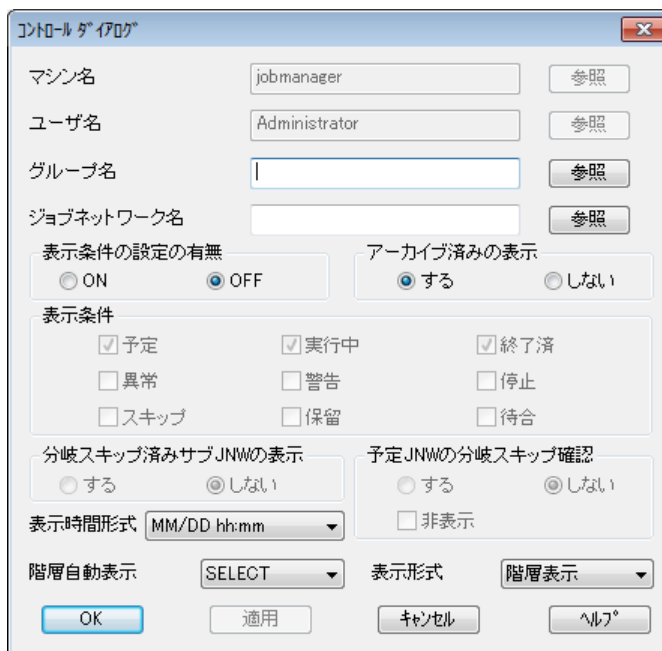 ｺﾝﾄﾛｰﾙ ﾀﾞｲｱﾛｸﾞ
マシン名 jobmanager 参照
ユーザ名 Administrator 参照
グループ名 参照
ジョブネットワーク名 参照
表示条件の設定の有無 アーカイブ済みの表示
ON OFF する しない
表示条件
予定 実行中 終了済
異常 警告 停止
スキップ 保留 待合
分岐スキップ済みサブJNWの表示 予定JNWの分岐スキップ確認
する しない する しない
表示時間形式 MM/DD hh:mm 非表示
階層自動表示 SELECT 表示形式 階層表示
OK 適用 ｷｬﾝｾﾙ ﾍﾙﾌﾟ